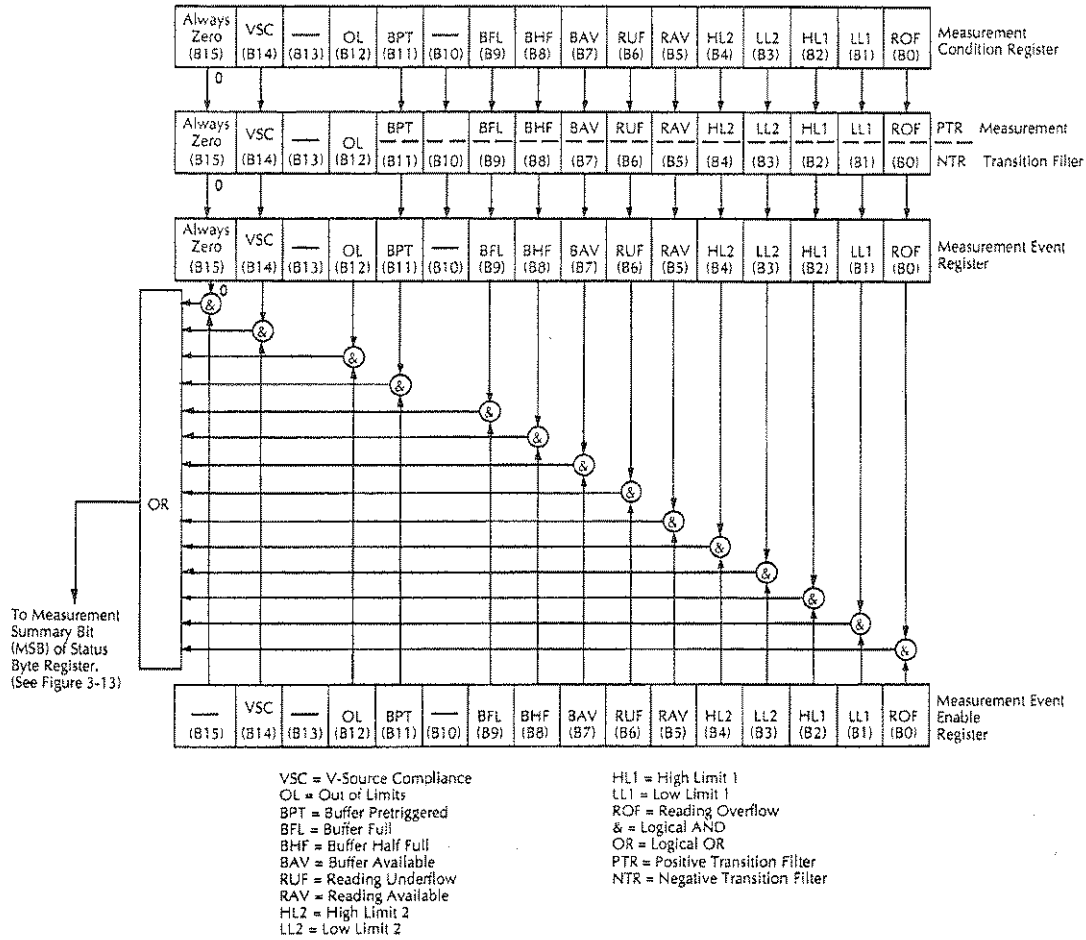 Always Zero (B15) VSC (B14) — (B13) OL (B12) BPT (B11) — (B10) BFL (B9) BHF (B8) BAV (B7) RUF (B6) RAV (B5) HL2 (B4) LL2 (B3) HL1 (B2) LL1 (B1) ROF (B0)
Measurement
Condition Register
0
Always Zero (B15) VSC (B14) — (B13) OL (B12) BPT (B11) — (B10) BFL (B9) BHF (B8) BAV (B7) RUF (B6) RAV (B5) HL2 (B4) LL2 (B3) HL1 (B2) LL1 (B1) ROF (B0)
PTR Measurement
NTR Transition Filter
0
Always Zero (B15) VSC (B14) — (B13) OL (B12) BPT (B11) — (B10) BFL (B9) BHF (B8) BAV (B7) RUF (B6) RAV (B5) HL2 (B4) LL2 (B3) HL1 (B2) LL1 (B1) ROF (B0)
Measurement Event
Register
0
&
&
&
&
&
&
&
&
&
&
&
&
&
&
OR
To Measurement
Summary Bit
(MSB) of Status
Byte Register.
(See Figure 3-13)
— (B15) VSC (B14) — (B13) OL (B12) BPT (B11) — (B10) BFL (B9) BHF (B8) BAV (B7) RUF (B6) RAV (B5) HL2 (B4) LL2 (B3) HL1 (B2) LL1 (B1) ROF (B0)
Measurement Event
Enable
Register
VSC = V-Source Compliance
OL = Out of Limits
BPT = Buffer Pretriggered
BFL = Buffer Full
BHF = Buffer Half Full
BAV = Buffer Available
RUF = Reading Underflow
RAV = Reading Available
HL2 = High Limit 2
LL2 = Low Limit 2
HL1 = High Limit 1
LL1 = Low Limit 1
ROF = Reading Overflow
& = Logical AND
OR = Logical OR
PTR = Positive Transition Filter
NTR = Negative Transition Filter